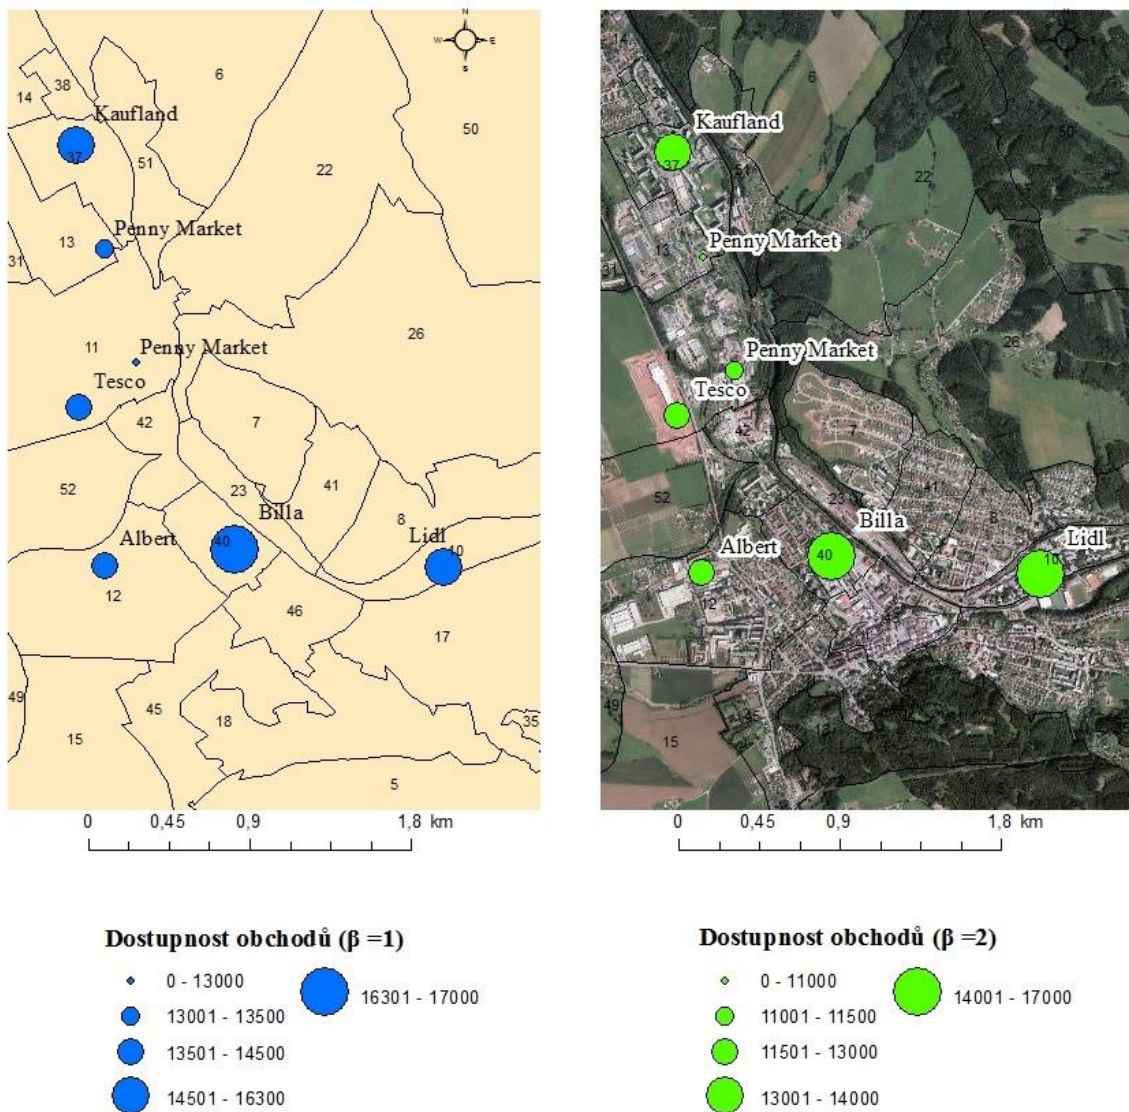 N
W E
S
6
38
14
50
Kaufland
37
51
22
Penny Market
13
31
26
11
Penny Market
Tesco
42
7
52
23
41
Billa
8
Albert
40
Lidl
10
12
46
17
49
45
18
35
15
5
0 0,45 0,9 1,8 km
Dostupnost obchodů (β =1)
0 - 13000
13001 - 13500
13501 - 14500
14501 - 16300
16301 - 17000
14
6
38
50
Kaufland
37
51
22
Penny Market
13
31
26
11
Penny Market
Tesco
42
7
52
23
41
8
Billa
Albert
40
Lidl
10
12
46
49
45
15
0 0,45 0,9 1,8 km
Dostupnost obchodů (β =2)
0 - 11000
11001 - 11500
11501 - 13000
13001 - 14000
14001 - 17000